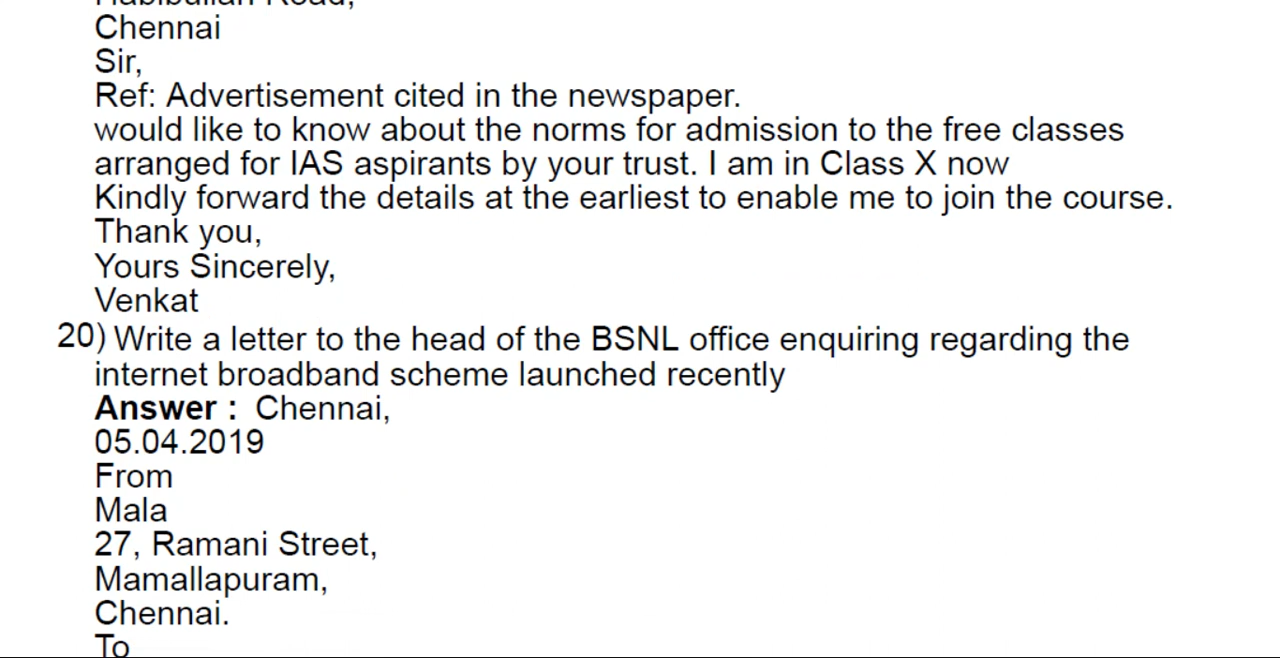 Habibullah Road,
Chennai
Sir,
Ref: Advertisement cited in the newspaper.
would like to know about the norms for admission to the free classes
arranged for IAS aspirants by your trust. I am in Class X now
Kindly forward the details at the earliest to enable me to join the course.
Thank you,
Yours Sincerely,
Venkat
20) Write a letter to the head of the BSNL office enquiring regarding the
internet broadband scheme launched recently
Answer : Chennai,
05.04.2019
From
Mala
27, Ramani Street,
Mamallapuram,
Chennai.
To